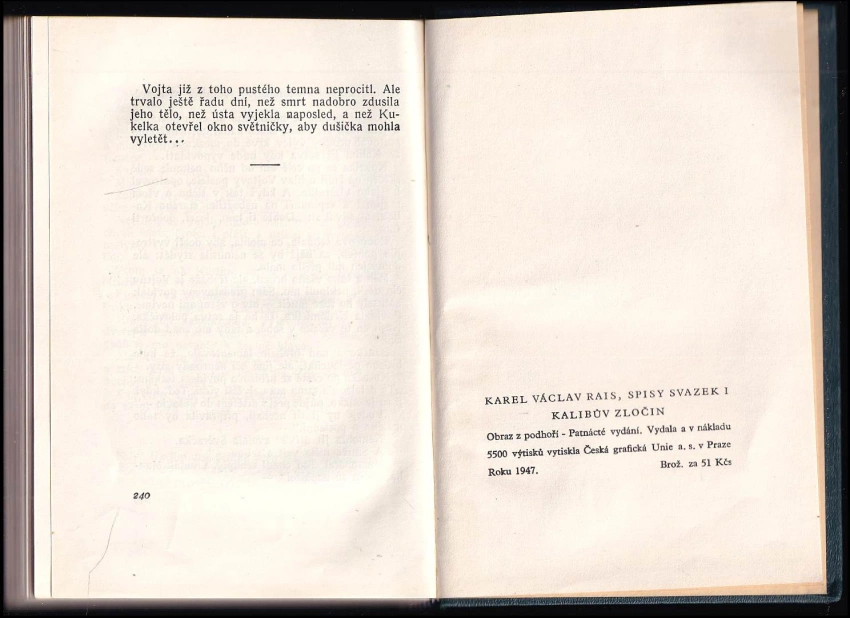 Vojta již z toho pustého temna neprocitl. Ale
trvalo ještě řadu dní, než smrt nadobro zdusila
jeho tělo, než ústa vyjekla naposled, a než Ku-
kelka otevřel okno světničky, aby dušička mohla
vyletět...
240
KAREL VÁCLAV RAIS, SPISY SVAZEK I
KALIBŮV ZLOČIN
Obraz z podhoří - Patnácté vydání. Vydala a v nákladu
5500 výtisků vytiskla Česká grafická Unie a. s. v Praze
Roku 1947. Brož. za 51 Kčs